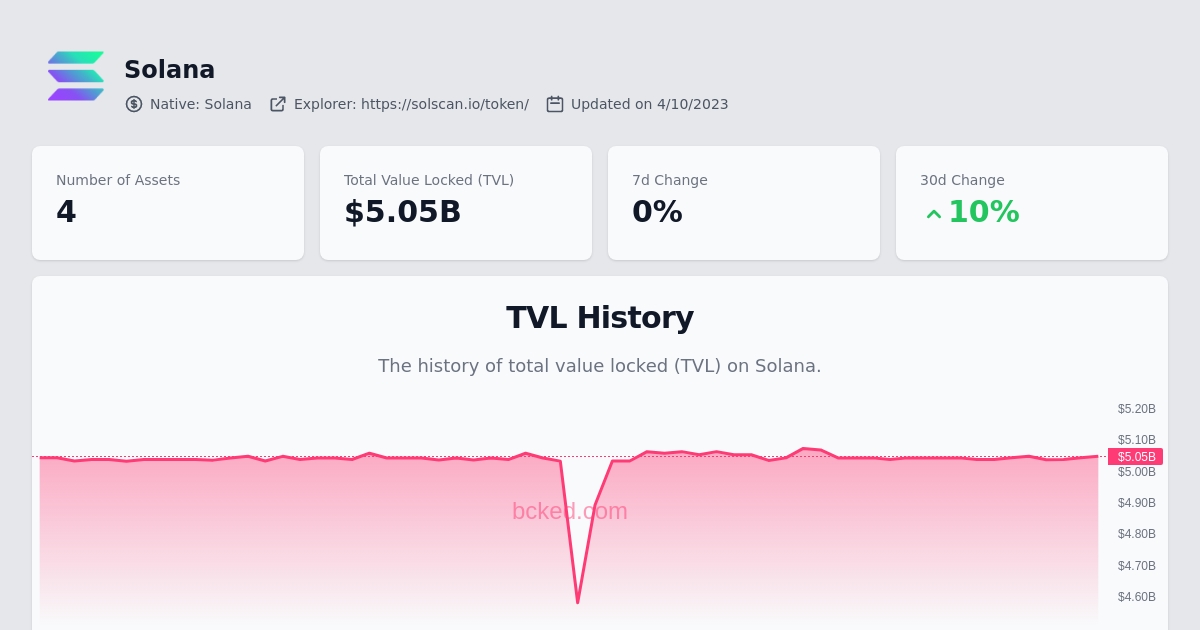 Solana
Native: Solana Explorer: https://solscan.io/token/ Updated on 4/10/2023
Number of Assets
4
Total Value Locked (TVL)
$5.05B
7d Change
0%
30d Change
10%
TVL History
The history of total value locked (TVL) on Solana.
$5.20B
$5.10B
$5.05B
$5.00B
$4.90B
$4.80B
$4.70B
$4.60B
bcked.com